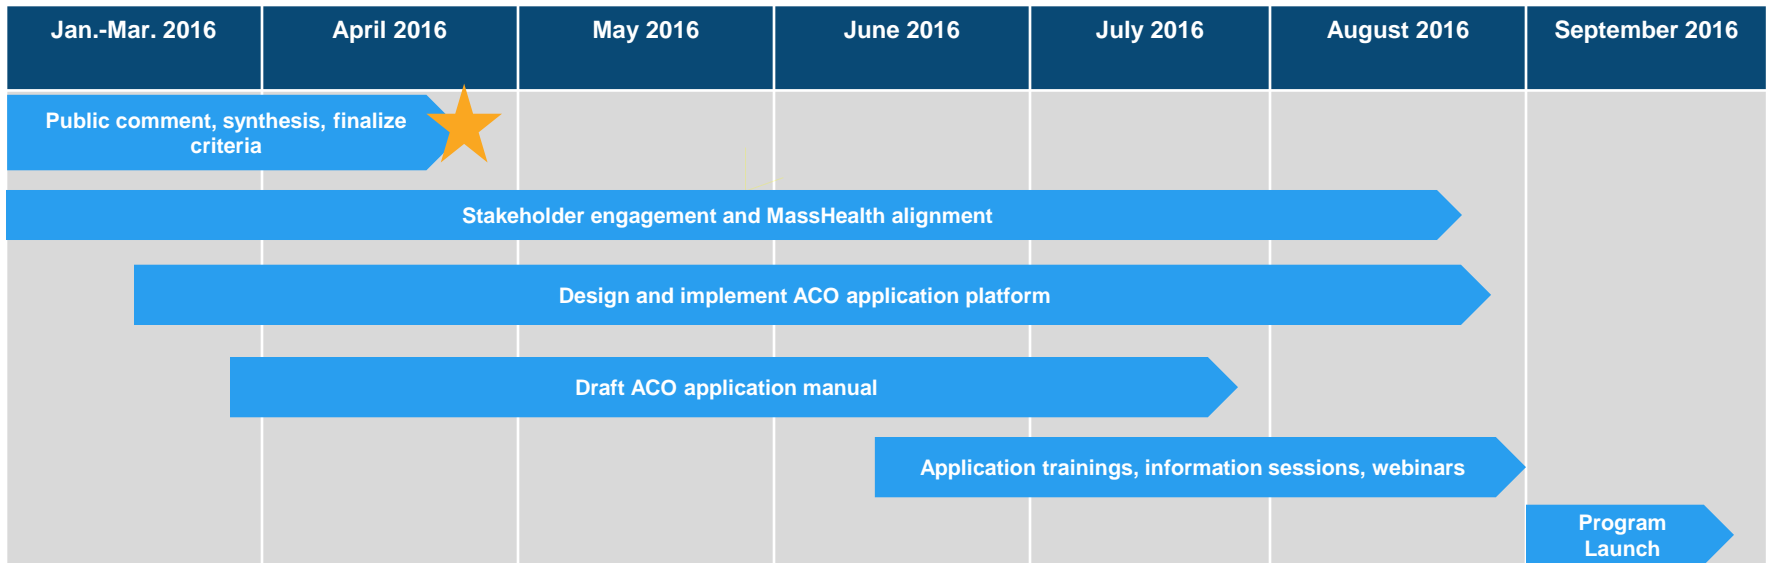 Jan.-Mar. 2016
April 2016
May 2016
June 2016
July 2016
August 2016
September 2016
Public comment, synthesis, finalize
criteria
Stakeholder engagement and MassHealth alignment
Design and implement ACO application platform
Draft ACO application manual
Application trainings, information sessions, webinars
Program
Launch